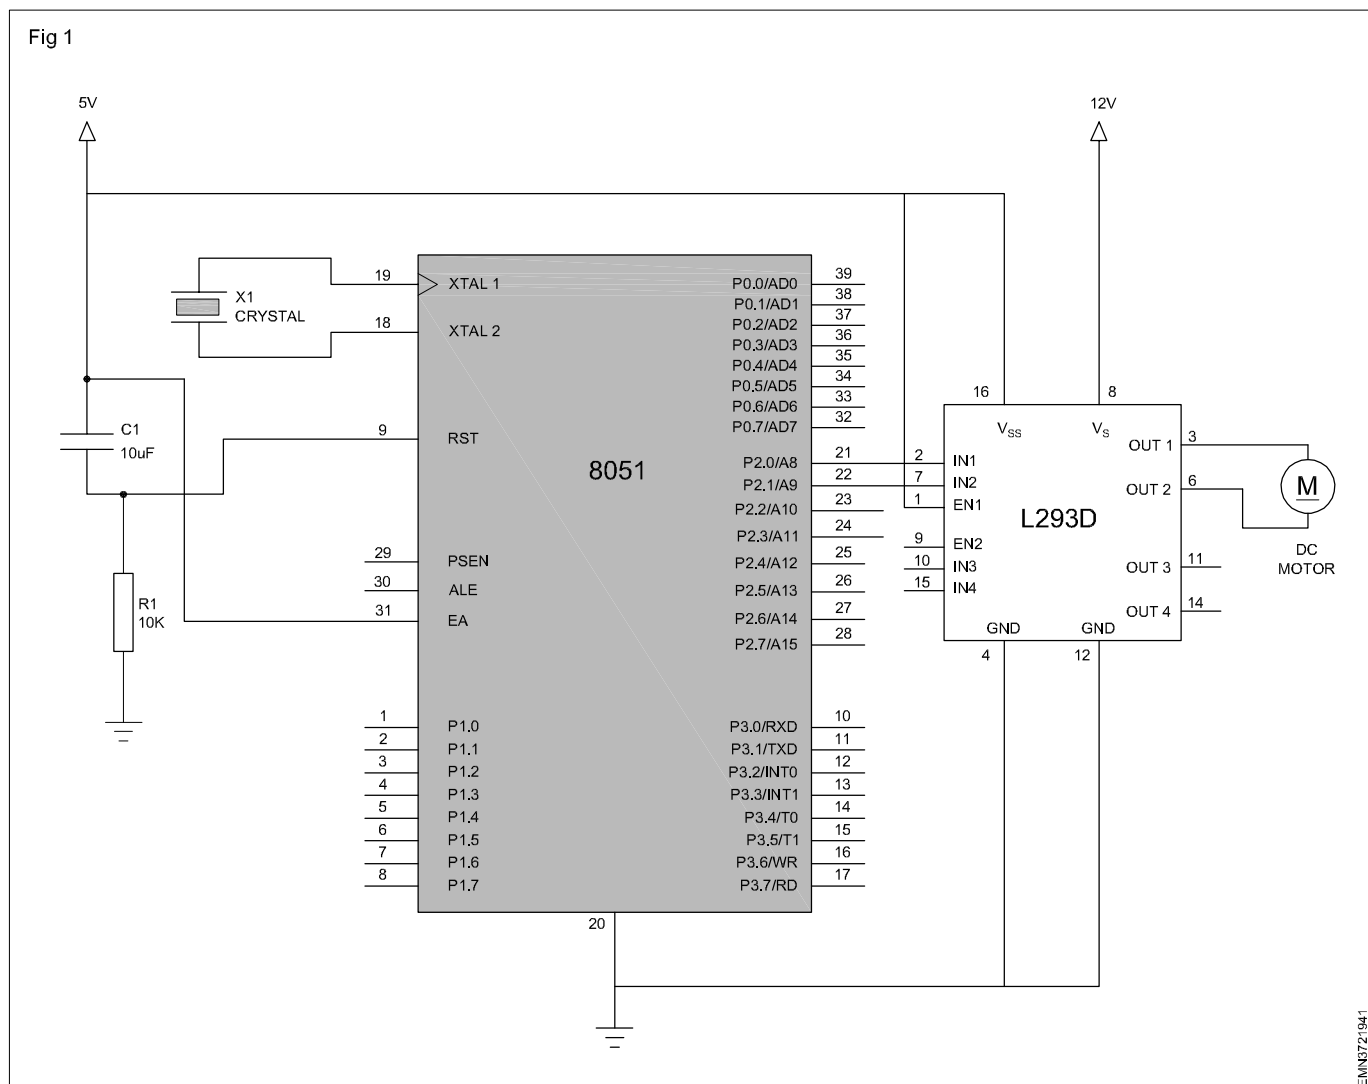 Fig 1
5V
12V
X1
CRYSTAL
19
XTAL 1
18
XTAL 2
C1
10uF
9
RST
R1
10K
29
PSEN
30
ALE
31
EA
1
P1.0
2
P1.1
3
P1.2
4
P1.3
5
P1.4
6
P1.5
7
P1.6
8
P1.7
8051
P0.0/AD0
39
P0.1/AD1
38
P0.2/AD2
37
P0.3/AD3
36
P0.4/AD4
35
P0.5/AD5
34
P0.6/AD6
33
P0.7/AD7
32
P2.0/A8
21
P2.1/A9
22
P2.2/A10
23
P2.3/A11
24
P2.4/A12
25
P2.5/A13
26
P2.6/A14
27
P2.7/A15
28
P3.0/RXD
10
P3.1/TXD
11
P3.2/INT0
12
P3.3/INT1
13
P3.4/T0
14
P3.5/T1
15
P3.6/WR
16
P3.7/RD
17
20
16
VSS
8
VS
2
IN1
7
IN2
1
EN1
9
EN2
10
IN3
15
IN4
L293D
OUT 1
3
OUT 2
6
OUT 3
11
OUT 4
14
GND
4
GND
12
M
DC
MOTOR
EMN3721941